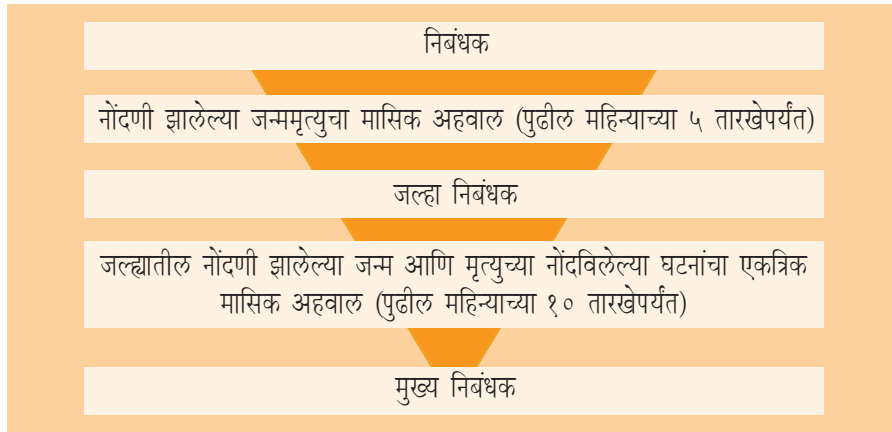 निबंधक
नोंदणी झालेल्या जन्ममृत्युचा मासिक अहवाल (पुढील महिन्याच्या ५ तारखेपर्यंत)
जल्हा निबंधक
जल्ह्यातील नोंदणी झालेल्या जन्म आणि मृत्युच्या नोंदविलेल्या घटनांचा एकत्रिक
मासिक अहवाल (पुढील महिन्याच्या १० तारखेपर्यंत)
मुख्य निबंधक